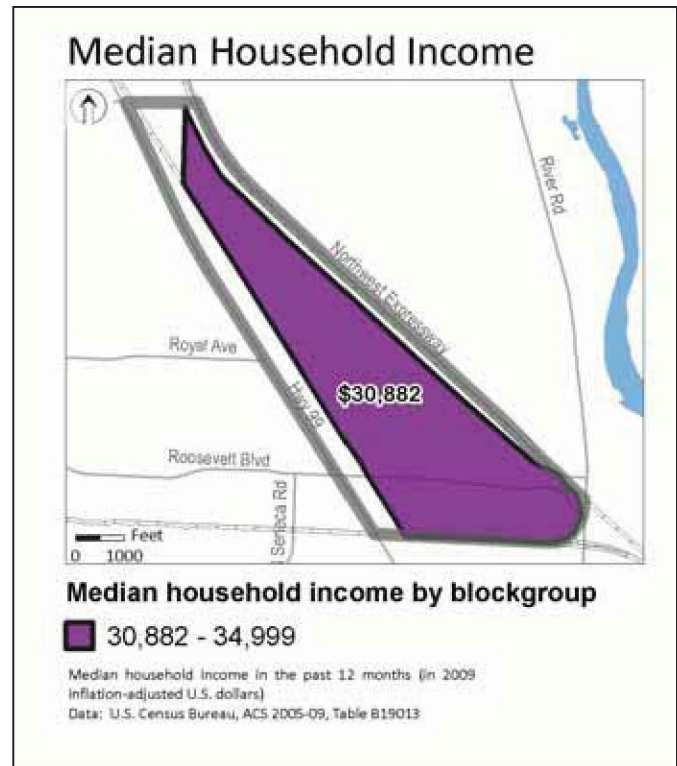 Median Household Income
River Rd
Northwest Expressway
Royal Ave
Hwy 99
$30,882
Roosevelt Blvd
Seneca Rd
Feet
0 1000
Median household income by blockgroup
30,882 - 34,999
Median household income in the past 12 months (in 2009
inflation-adjusted U.S. dollars)
Data: U.S. Census Bureau, ACS 2005-09, Table B19013